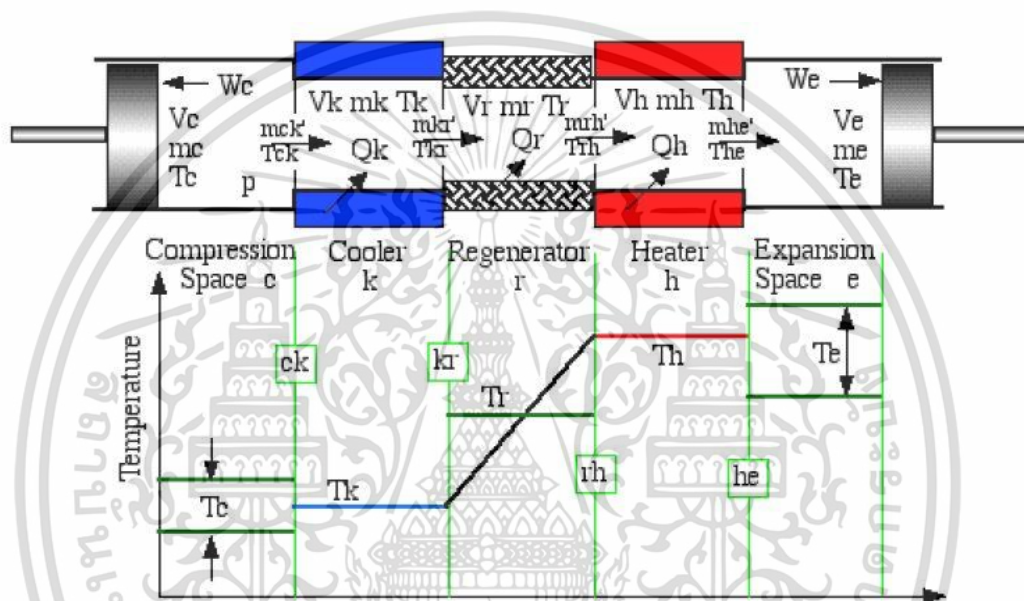 Wc
We
Vc
mc
Tc
p
Vk mk Tk
Vr mr Tr
Vh mh Th
mck'
Tck
Qk
mkr'
Tkr
Qr
mrh'
Trh
Qh
mhe'
The
Ve
me
Te
Compression
Space c
Cooler
k
Regenerator
r
Heater
h
Expansion
Space e
Temperature
ck
kr
rh
he
Tc
Tk
Tr
Th
Te